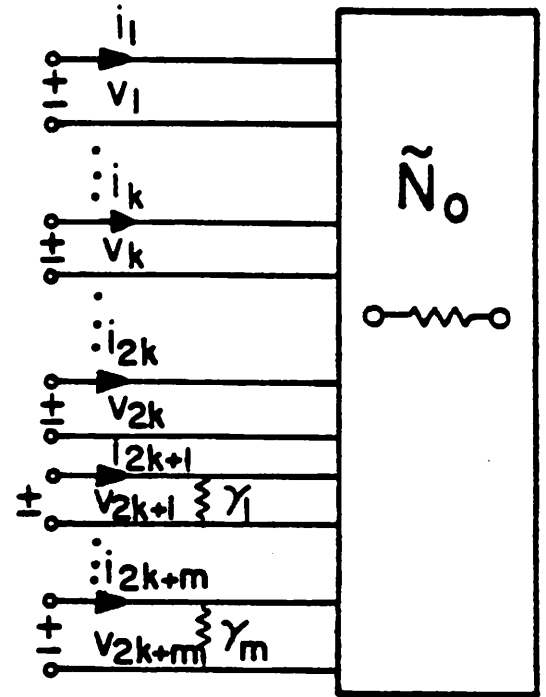 i₁
+
−
v₁
⋮ iₖ
+
−
vₖ
⋮ i₂ₖ
+
−
v₂ₖ
i₂ₖ₊₁
+
−
v₂ₖ₊₁ γ₁
⋮ i₂ₖ₊ₘ
+
−
v₂ₖ₊ₘ γₘ
Ñ₀